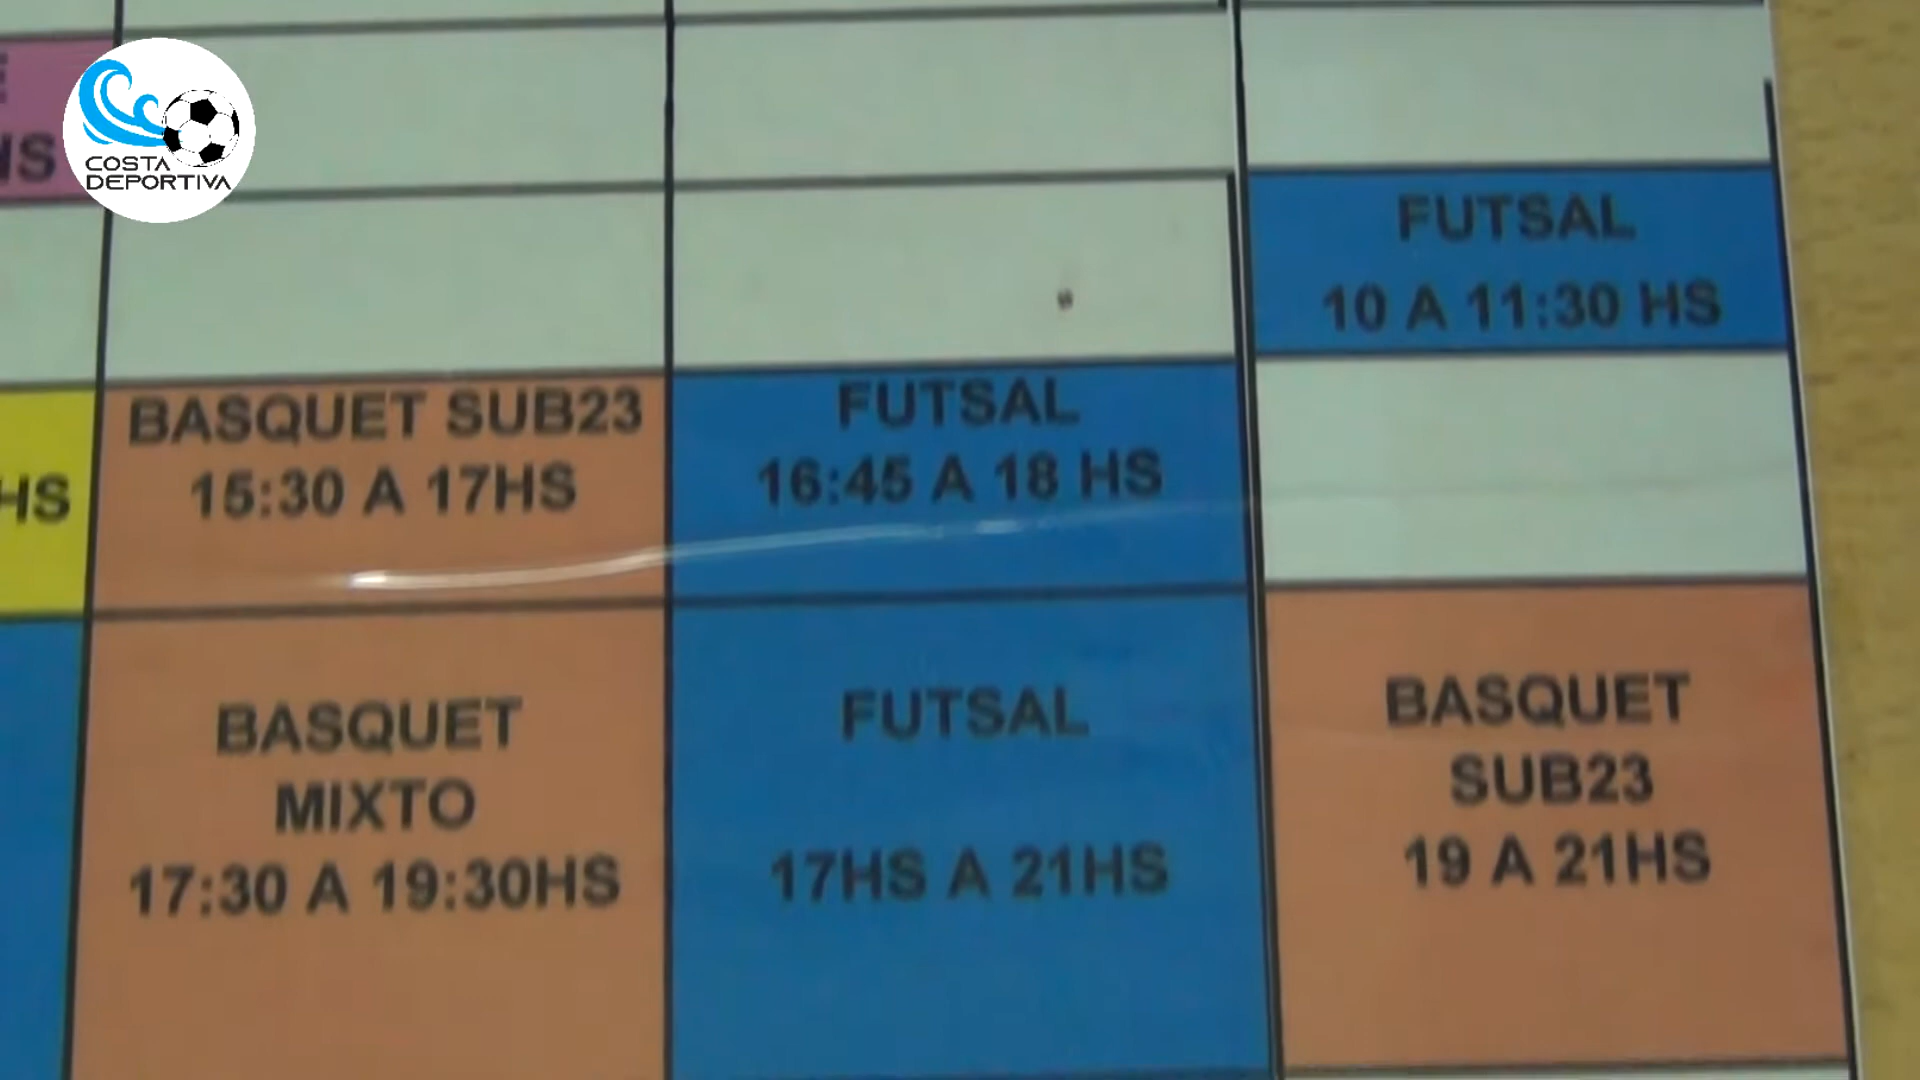 COSTA
DEPORTIVA
FUTSAL
10 A 11:30 HS
HS
BASQUET SUB23
15:30 A 17HS
FUTSAL
16:45 A 18 HS
BASQUET
MIXTO
17:30 A 19:30HS
FUTSAL
17HS A 21HS
BASQUET
SUB23
19 A 21HS